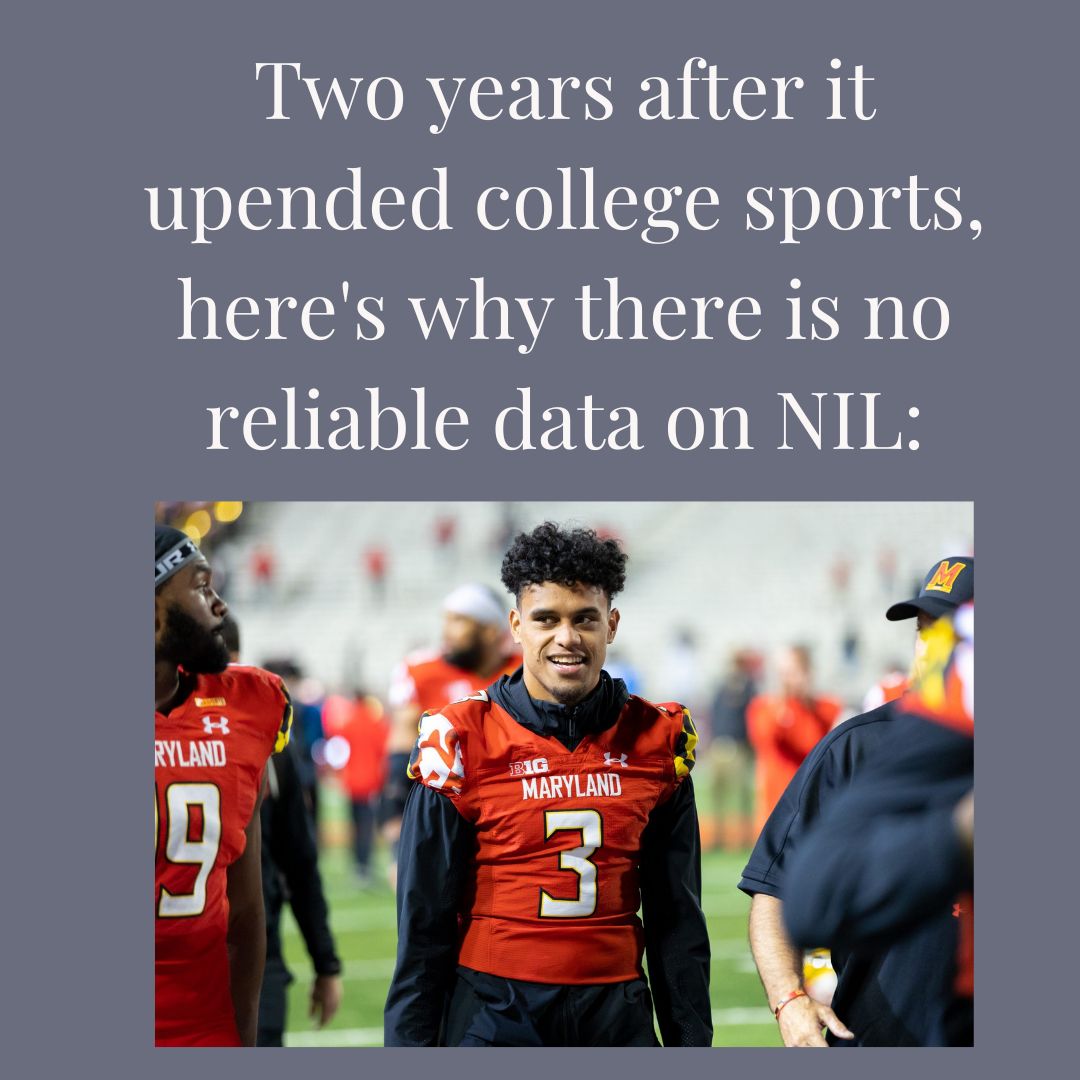 Two years after it
upended college sports,
here's why there is no
reliable data on NIL:
M
RYLAND
9
B1G
MARYLAND
3